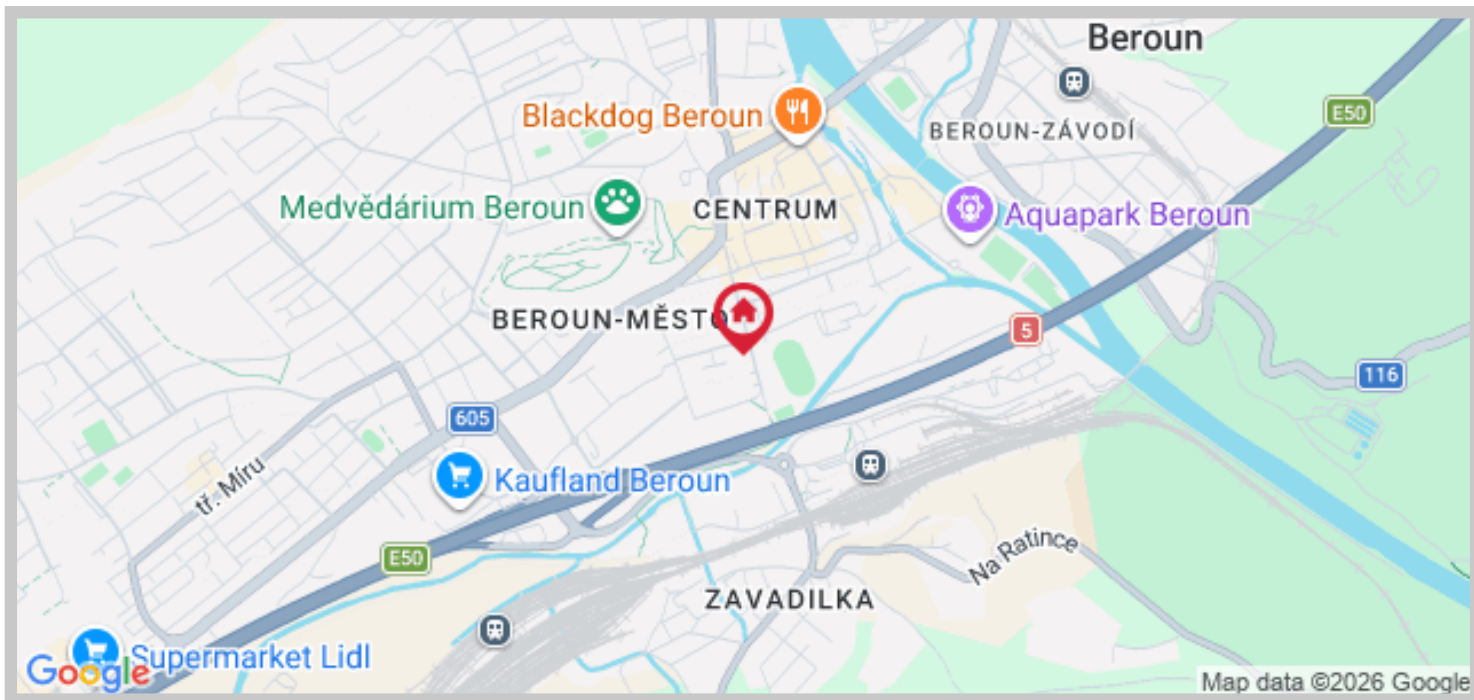 Beroun
E50
Blackdog Beroun
BEROUN-ZÁVODÍ
Medvědárium Beroun
CENTRUM
Aquapark Beroun
BEROUN-MĚSTO
5
116
605
tř. Míru
Kaufland Beroun
E50
Na Ratince
ZAVADILKA
Supermarket Lidl
Google
Map data ©2026 Google